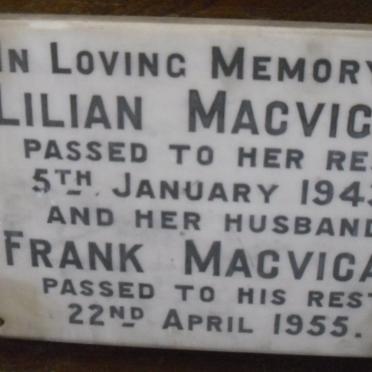 IN LOVING MEMORY
LILIAN MACVIC
PASSED TO HER RES
5TH JANUARY 194
AND HER HUSBAND
FRANK MACVICA
PASSED TO HIS REST
22ND APRIL 1955.